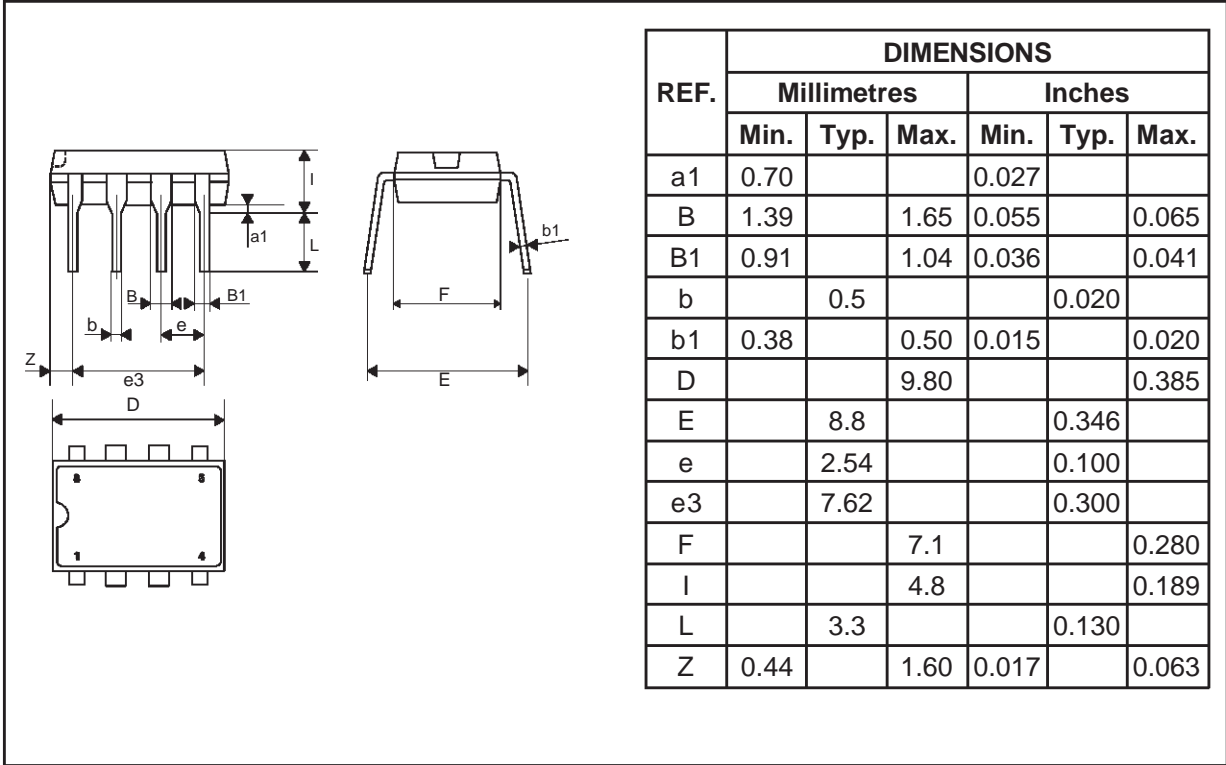 I
a1
L
B
B1
b
e
Z
e3
D
8 5
1 4
b1
F
E
REF. DIMENSIONS
Millimetres Inches
Min. Typ. Max. Min. Typ. Max.
a1 0.70 0.027
B 1.39 1.65 0.055 0.065
B1 0.91 1.04 0.036 0.041
b 0.5 0.020
b1 0.38 0.50 0.015 0.020
D 9.80 0.385
E 8.8 0.346
e 2.54 0.100
e3 7.62 0.300
F 7.1 0.280
I 4.8 0.189
L 3.3 0.130
Z 0.44 1.60 0.017 0.063